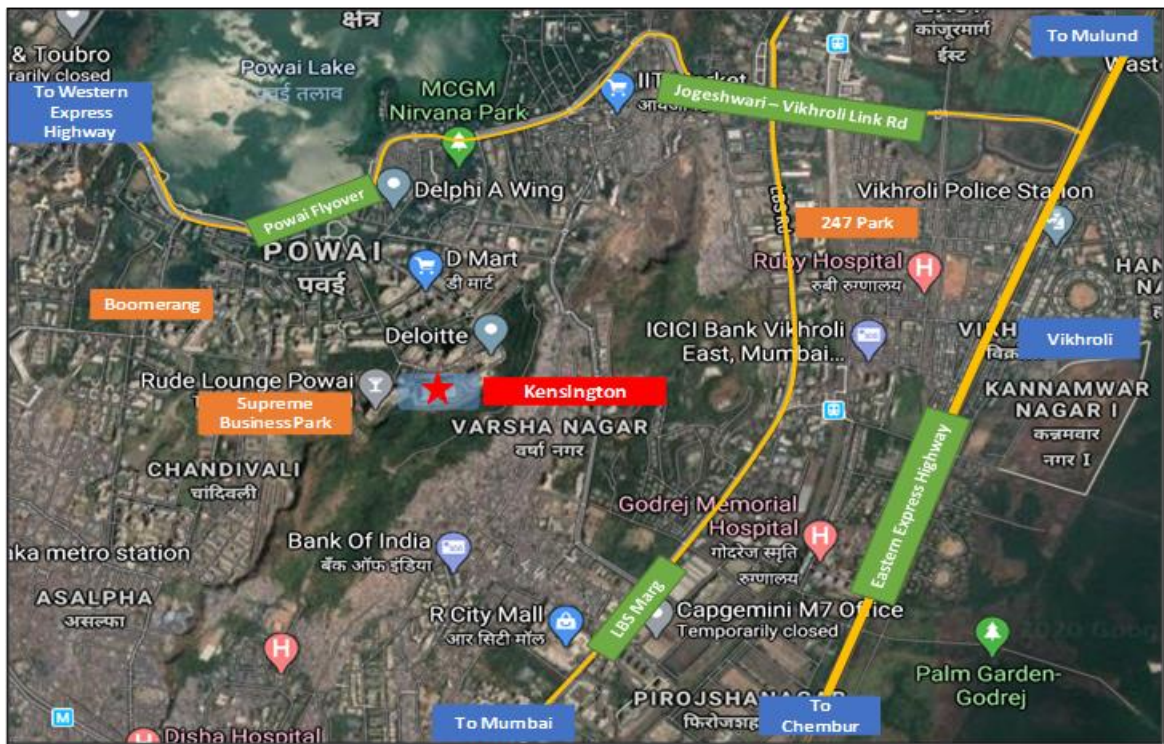 क्षेत्र
& Toubro
rarily closed
To Western
Express
Highway
Powai Lake
पवई तलाव
MCGM
Nirvana Park
Jogeshwari – Vikhroli Link Rd
कांजूरमार्ग
ईस्ट
To Mulund
Powai Flyover
Delphi A Wing
LBS Rd
Vikhroli Police Station
247 Park
POWAI
पवई
D Mart
डी मार्ट
Ruby Hospital
रुबी रुग्णालय
Boomerang
Deloitte
ICICI Bank Vikhroli
East, Mumbai...
Vikhroli
Rude Lounge Powai
Kensington
Supreme
Business Park
VARSHA NAGAR
वर्षा नगर
KANNAMWAR
NAGAR I
कन्नमवार
नगर I
CHANDIVALI
चांदिवली
Eastern Express Highway
Godrej Memorial
Hospital
गोदरेज स्मृति
रुग्णालय
aka metro station
Bank Of India
बँक ऑफ इंडिया
ASALPHA
असल्फा
R City Mall
आर सिटी मॉल
LBS Marg
Capgemini M7 Office
Temporarily closed
Palm Garden-
Godrej
PIROJSHANAGAR
To Mumbai
To
Chembur
Disha Hospital